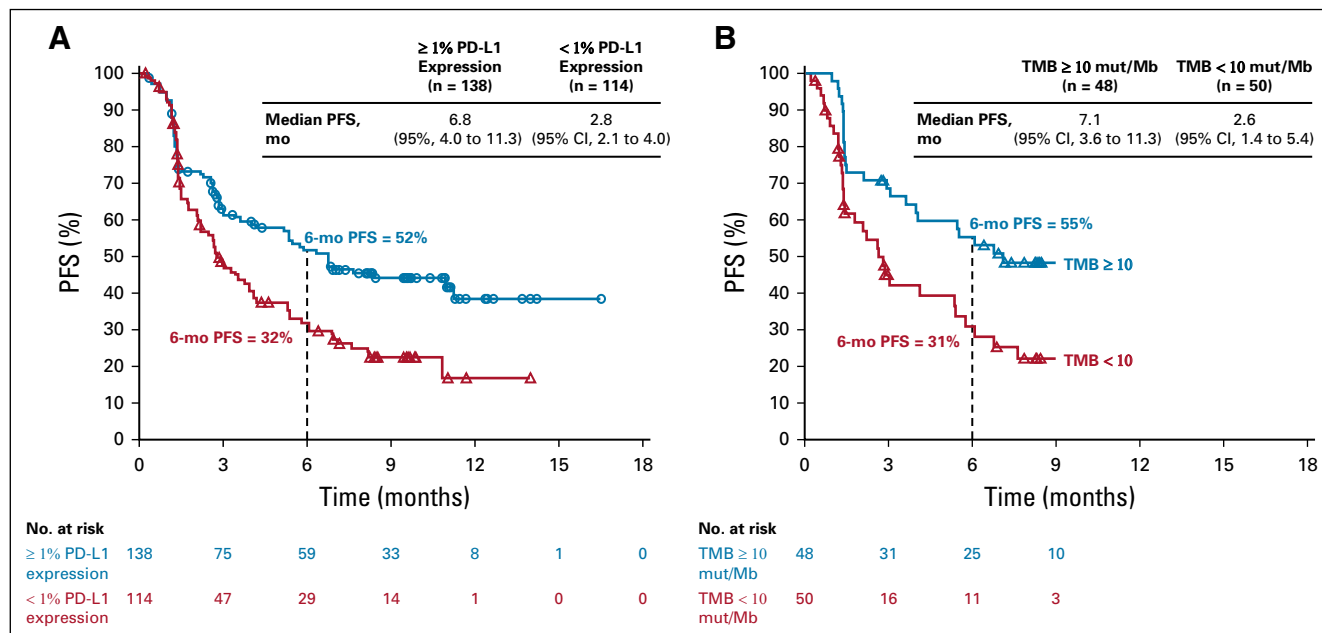 A
≥ 1% PD-L1 < 1% PD-L1
Expression Expression
(n = 138) (n = 114)
Median PFS, 6.8 2.8
mo (95%, 4.0 to 11.3) (95% CI, 2.1 to 4.0)
100
90
80
70
60
50
40
30
20
10
0
PFS (%)
6-mo PFS = 52%
6-mo PFS = 32%
0 3 6 9 12 15 18
Time (months)
No. at risk
≥ 1% PD-L1 138 75 59 33 8 1 0
expression
< 1% PD-L1 114 47 29 14 1 0 0
expression
B
TMB ≥ 10 mut/Mb TMB < 10 mut/Mb
(n = 48) (n = 50)
Median PFS, 7.1 2.6
mo (95% CI, 3.6 to 11.3) (95% CI, 1.4 to 5.4)
100
90
80
70
60
50
40
30
20
10
0
PFS (%)
6-mo PFS = 55%
TMB ≥ 10
6-mo PFS = 31%
TMB < 10
0 3 6 9 12 15 18
Time (months)
No. at risk
TMB ≥ 10 48 31 25 10
mut/Mb
TMB < 10 50 16 11 3
mut/Mb